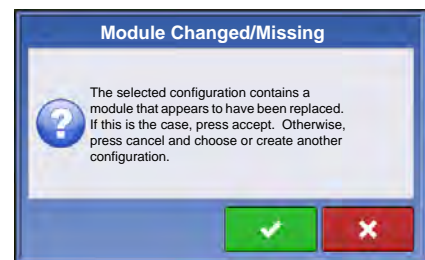 Module Changed/Missing
The selected configuration contains a
module that appears to have been replaced.
If this is the case, press accept.  Otherwise,
press cancel and choose or create another
configuration.